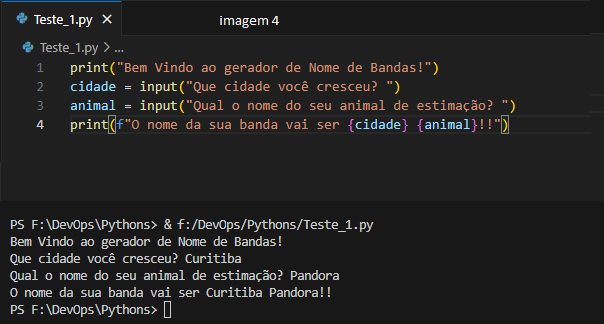 Teste_1.py ×
imagem 4
Teste_1.py > ...
1 print("Bem Vindo ao gerador de Nome de Bandas!")
2 cidade = input("Que cidade você cresceu? ")
3 animal = input("Qual o nome do seu animal de estimação? ")
4 print(f"O nome da sua banda vai ser {cidade} {animal}!!")
PS F:\DevOps\Pythons> & f:/DevOps/Pythons/Teste_1.py
Bem Vindo ao gerador de Nome de Bandas!
Que cidade você cresceu? Curitiba
Qual o nome do seu animal de estimação? Pandora
O nome da sua banda vai ser Curitiba Pandora!!
PS F:\DevOps\Pythons>